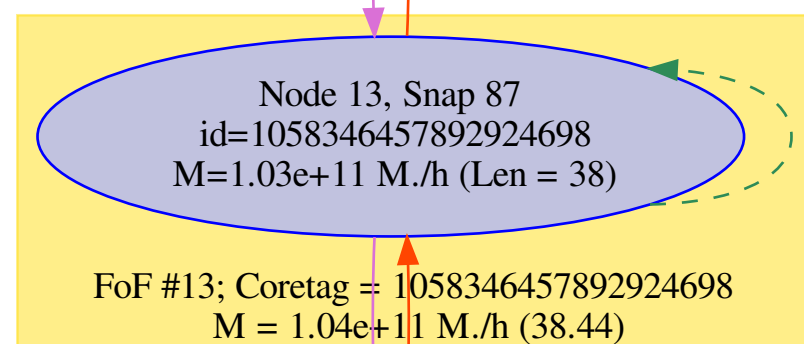 Node 13, Snap 87
id=1058346457892924698
M=1.03e+11 M./h (Len = 38)
FoF #13; Coretag = 1058346457892924698
M = 1.04e+11 M./h (38.44)